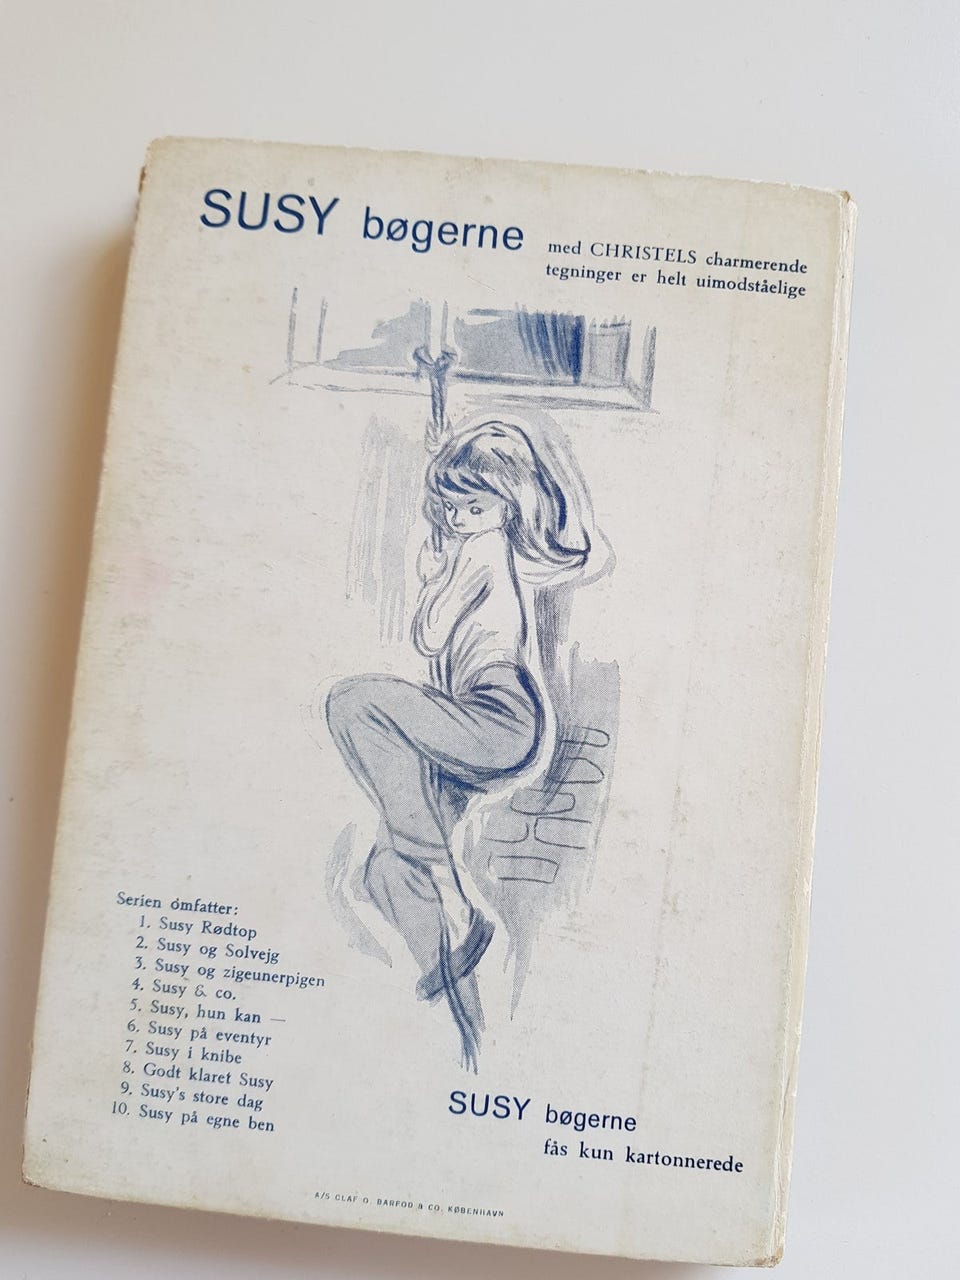 SUSY bøgerne
med CHRISTELS charmerende
tegninger er helt uimodståelige
Serien omfatter:
1. Susy Rødtop
2. Susy og Solvejg
3. Susy og zigeunerpigen
4. Susy & co.
5. Susy, hun kan —
6. Susy på eventyr
7. Susy i knibe
8. Godt klaret Susy
9. Susy's store dag
10. Susy på egne ben
SUSY bøgerne
fås kun kartonnerede
A/S OLAF O. BARFOD & CO. KØBENHAVN